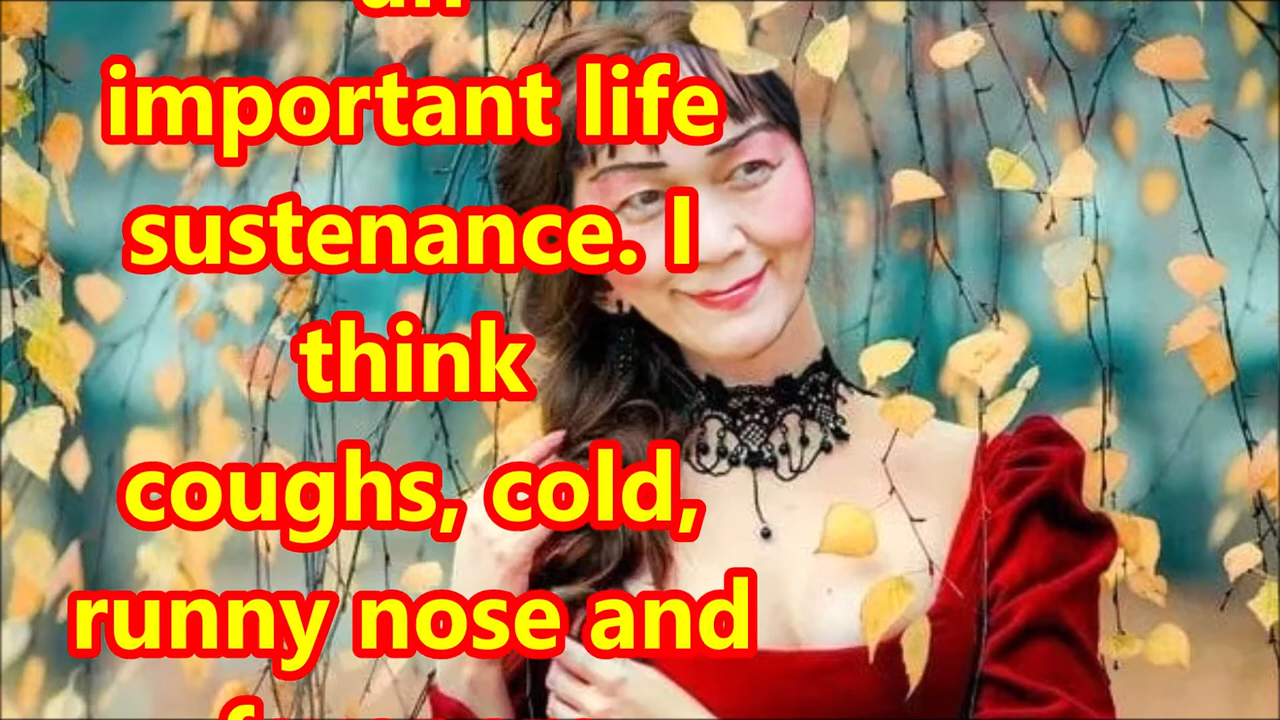 important life
sustenance. I
think
coughs, cold,
runny nose and